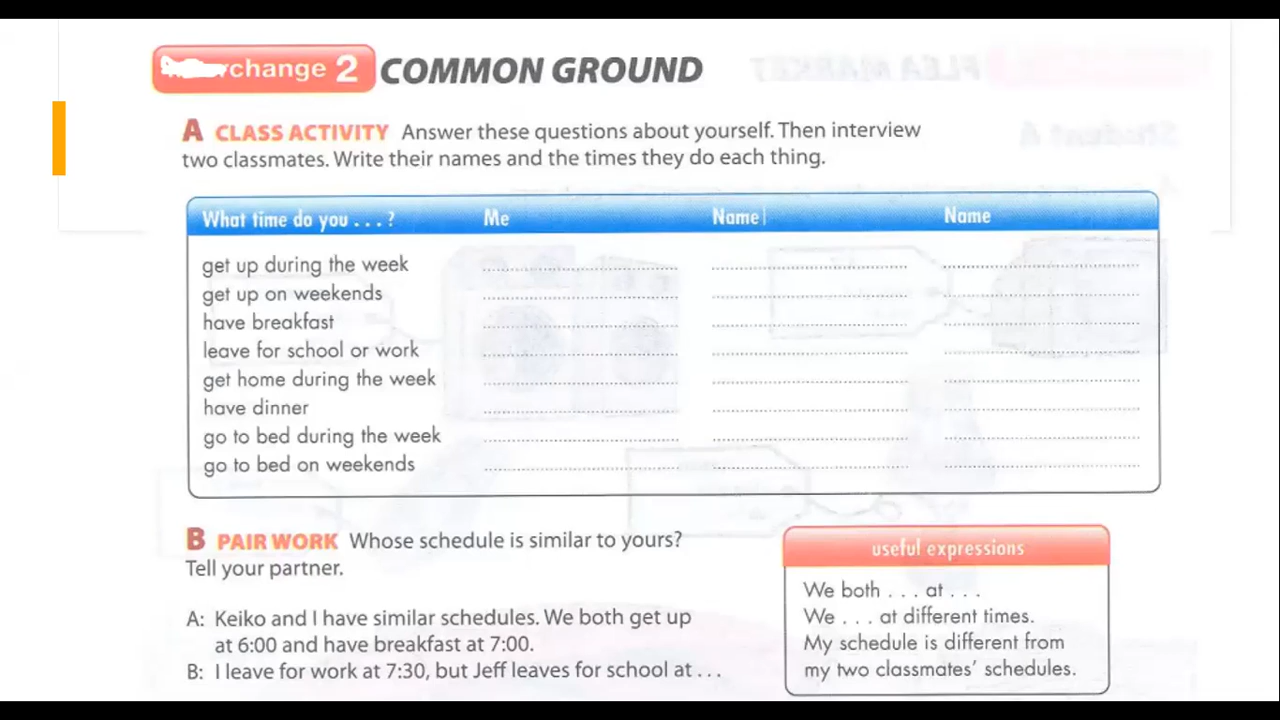 change 2 COMMON GROUND
A CLASS ACTIVITY Answer these questions about yourself. Then interview
two classmates. Write their names and the times they do each thing.
What time do you . . . ? Me Name Name
get up during the week
get up on weekends
have breakfast
leave for school or work
get home during the week
have dinner
go to bed during the week
go to bed on weekends
B PAIR WORK Whose schedule is similar to yours?
Tell your partner.
A: Keiko and I have similar schedules. We both get up
at 6:00 and have breakfast at 7:00.
B: I leave for work at 7:30, but Jeff leaves for school at . . .
useful expressions
We both . . . at . . .
We . . . at different times.
My schedule is different from
my two classmates' schedules.